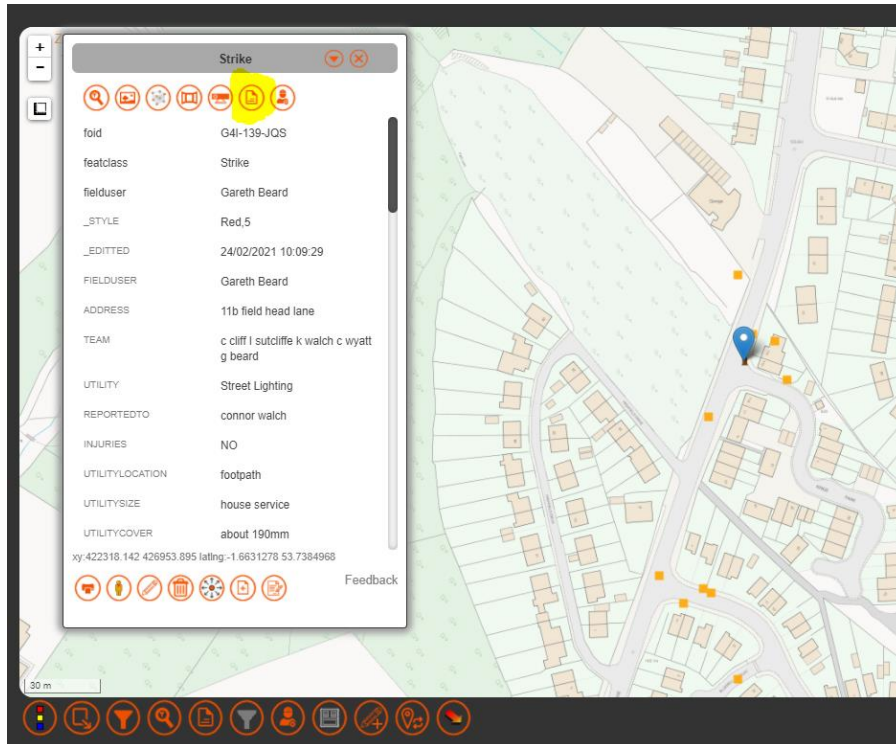 +
-
Strike
foid G4I-139-JQS
featclass Strike
fielduser Gareth Beard
_STYLE Red,5
_EDITTED 24/02/2021 10:09:29
FIELDUSER Gareth Beard
ADDRESS 11b field head lane
TEAM c cliff l sutcliffe k walch c wyatt
g beard
UTILITY Street Lighting
REPORTEDTO connor walch
INJURIES NO
UTILITYLOCATION footpath
UTILITYSIZE house service
UTILITYCOVER about 190mm
xy:422318.142 426953.895 latlng:-1.6631278 53.7384968
Feedback
30 m